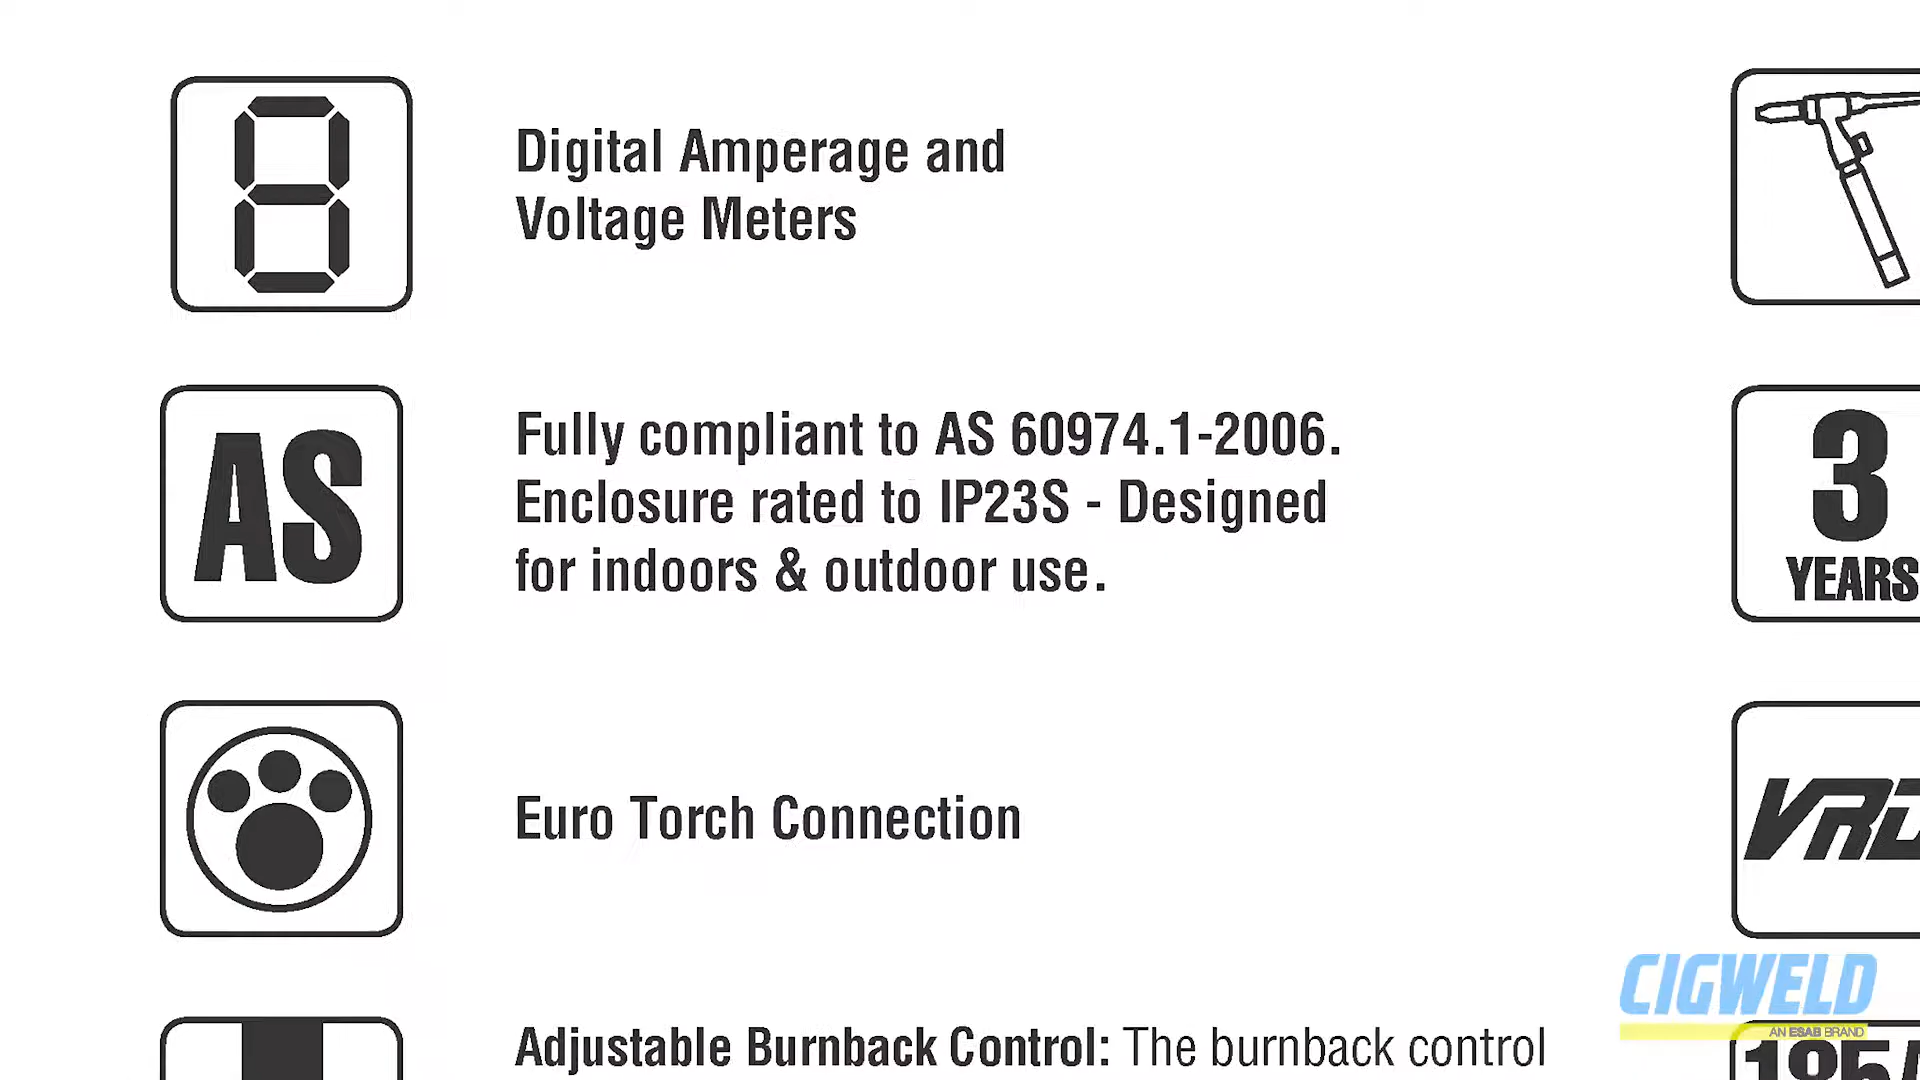 Digital Amperage and
Voltage Meters
AS
Fully compliant to AS 60974.1-2006.
Enclosure rated to IP23S - Designed
for indoors & outdoor use.
Euro Torch Connection
Adjustable Burnback Control: The burnback control
3
YEARS
VRD
CIGWELD
AN ESAB BRAND